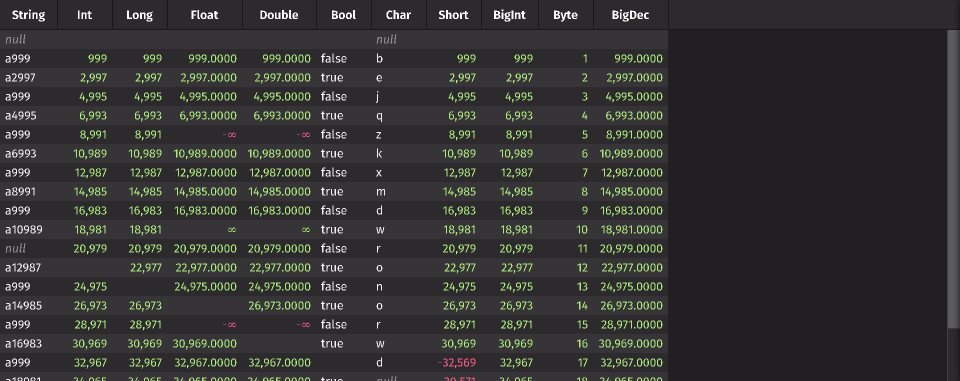 String Int Long Float Double Bool Char Short BigInt Byte BigDec
null null
a999 999 999 999.0000 999.0000 false b 999 999 1 999.0000
a2997 2,997 2,997 2,997.0000 2,997.0000 true e 2,997 2,997 2 2,997.0000
a999 4,995 4,995 4,995.0000 4,995.0000 false j 4,995 4,995 3 4,995.0000
a4995 6,993 6,993 6,993.0000 6,993.0000 true q 6,993 6,993 4 6,993.0000
a999 8,991 8,991 -∞ -∞ false z 8,991 8,991 5 8,991.0000
a6993 10,989 10,989 10,989.0000 10,989.0000 true k 10,989 10,989 6 10,989.0000
a999 12,987 12,987 12,987.0000 12,987.0000 false x 12,987 12,987 7 12,987.0000
a8991 14,985 14,985 14,985.0000 14,985.0000 true m 14,985 14,985 8 14,985.0000
a999 16,983 16,983 16,983.0000 16,983.0000 false d 16,983 16,983 9 16,983.0000
a10989 18,981 18,981 ∞ ∞ true w 18,981 18,981 10 18,981.0000
null 20,979 20,979 20,979.0000 20,979.0000 false r 20,979 20,979 11 20,979.0000
a12987 22,977 22,977.0000 22,977.0000 true o 22,977 22,977 12 22,977.0000
a999 24,975 24,975.0000 24,975.0000 false n 24,975 24,975 13 24,975.0000
a14985 26,973 26,973 26,973.0000 true o 26,973 26,973 14 26,973.0000
a999 28,971 28,971 -∞ -∞ false r 28,971 28,971 15 28,971.0000
a16983 30,969 30,969 30,969.0000 true w 30,969 30,969 16 30,969.0000
a999 32,967 32,967 32,967.0000 32,967.0000 d -32,569 32,967 17 32,967.0000